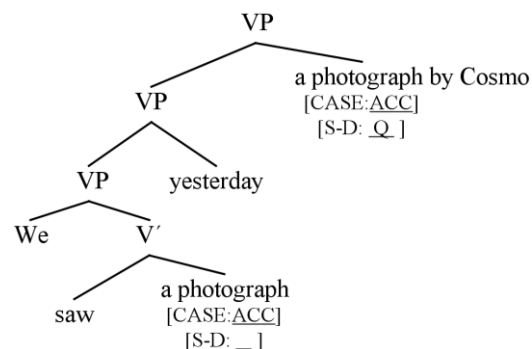 VP
a photograph by Cosmo
[CASE:ACC]
[S-D: Q ]
VP
VP
yesterday
We
V′
saw
a photograph
[CASE:ACC]
[S-D: _ ]